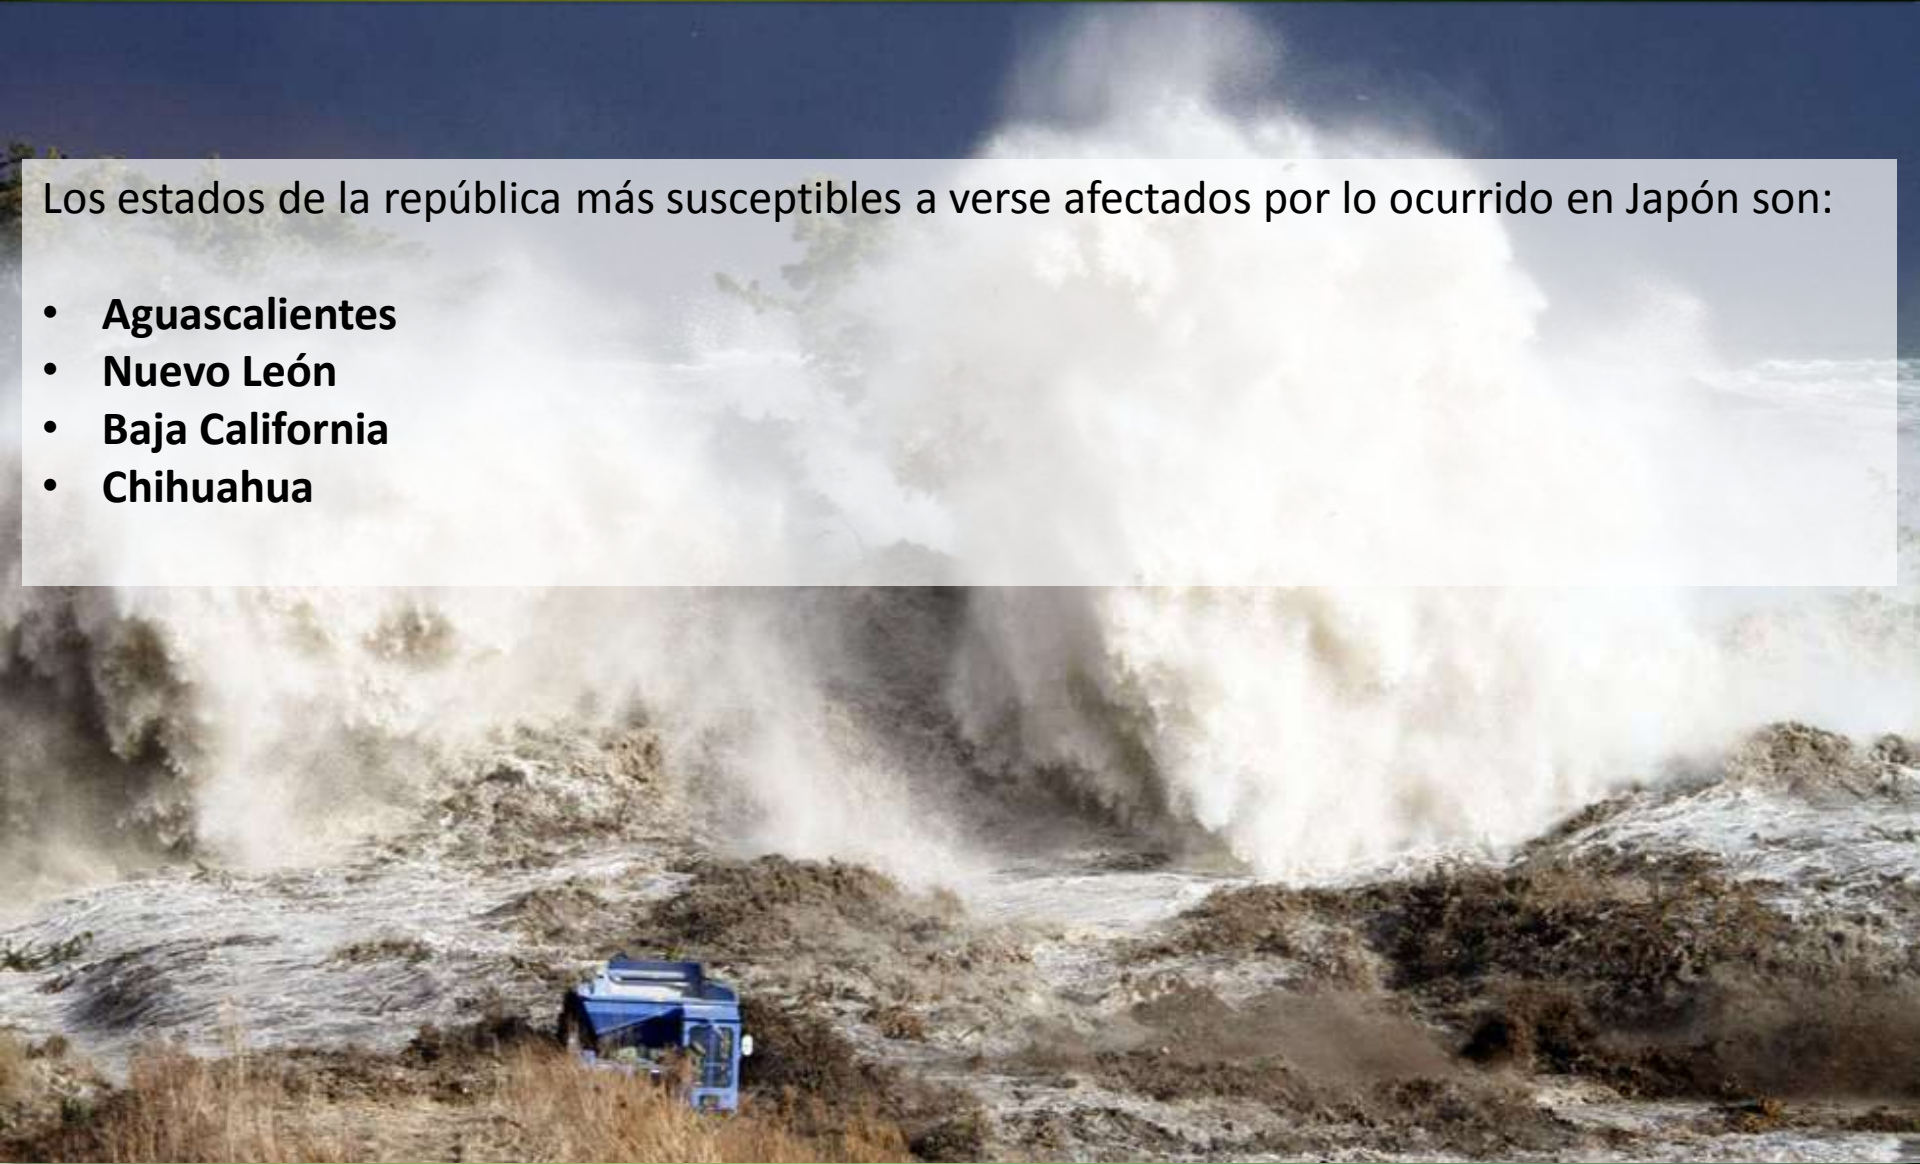 Los estados de la república más susceptibles a verse afectados por lo ocurrido en Japón son:
• Aguascalientes
• Nuevo León
• Baja California
• Chihuahua